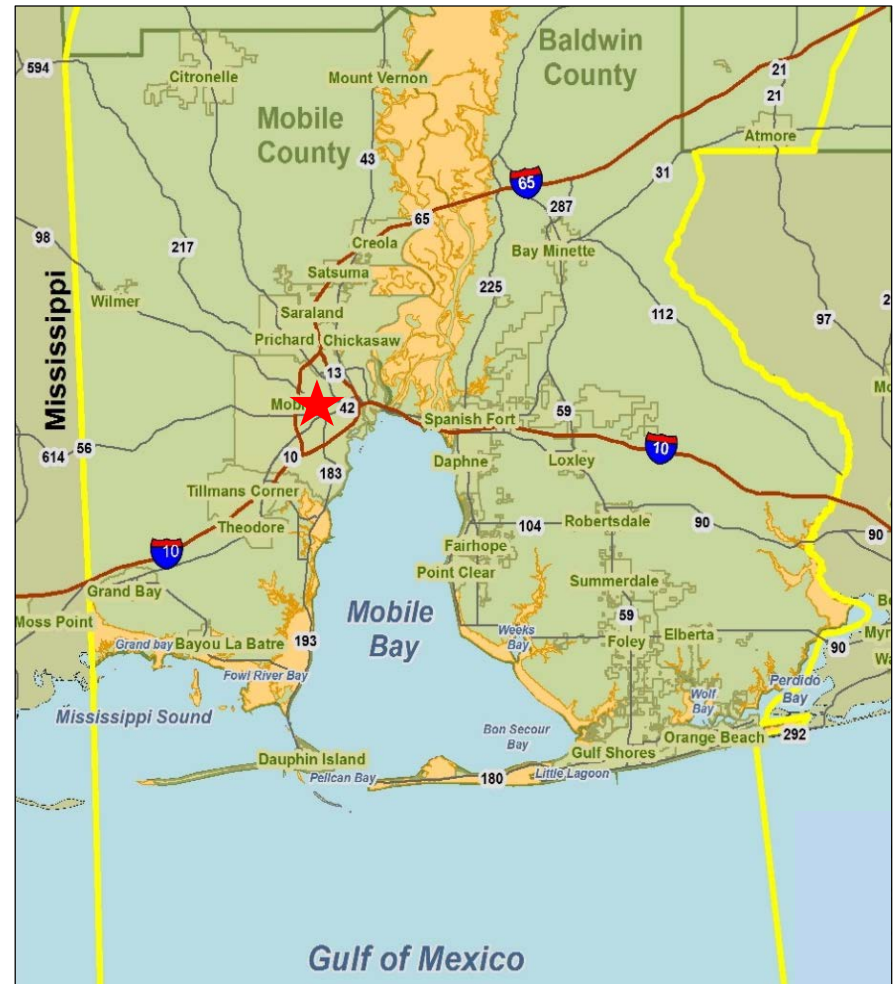 Baldwin
County
594
Citronelle
Mount Vernon
21
21
Atmore
Mobile
County
43
31
65
287
65
98
217
Creola
Bay Minette
Satsuma
225
Wilmer
Saraland
112
97
Mississippi
Prichard
Chickasaw
13
42
Spanish Fort
59
614
56
10
183
Daphne
Loxley
10
Tillmans Corner
Theodore
104
Robertsdale
90
90
10
Fairhope
Grand Bay
Point Clear
Summerdale
Moss Point
Mobile
Bay
59
Weeks
Bay
Foley
Elberta
193
Grand bay
Bayou La Batre
90
Fowl River Bay
Perdido
Bay
Wolf
Bay
Mississippi Sound
Bon Secour
Bay
Orange Beach
292
Dauphin Island
Gulf Shores
Pelican Bay
180
Little Lagoon
Gulf of Mexico